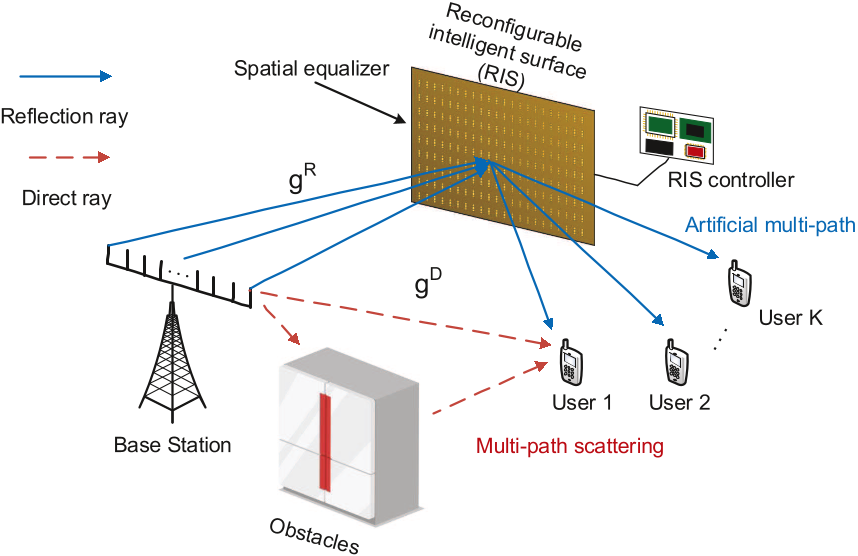 Reconfigurable
intelligent surface
(RIS)
Spatial equalizer
Reflection ray
Direct ray
g^R
RIS controller
Artificial multi-path
g^D
User K
. . .
User 1
User 2
Base Station
Multi-path scattering
Obstacles